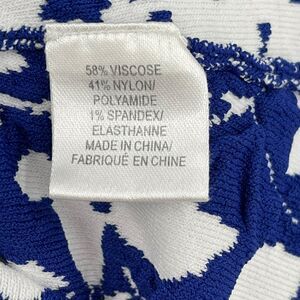 58% VISCOSE
41% NYLON/
POLYAMIDE
1% SPANDEX/
ELASTHANNE
MADE IN CHINA/
FABRIQUÉ EN CHINE